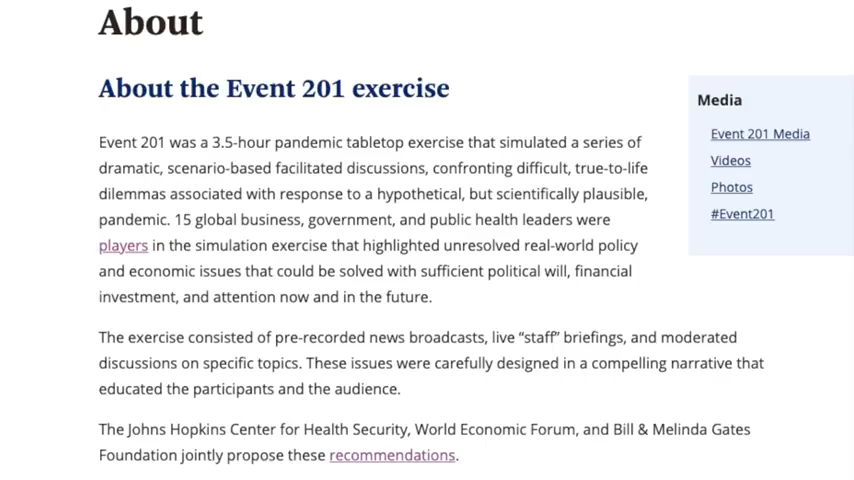 About
About the Event 201 exercise
Event 201 was a 3.5-hour pandemic tabletop exercise that simulated a series of
dramatic, scenario-based facilitated discussions, confronting difficult, true-to-life
dilemmas associated with response to a hypothetical, but scientifically plausible,
pandemic. 15 global business, government, and public health leaders were
players in the simulation exercise that highlighted unresolved real-world policy
and economic issues that could be solved with sufficient political will, financial
investment, and attention now and in the future.
The exercise consisted of pre-recorded news broadcasts, live “staff” briefings, and moderated
discussions on specific topics. These issues were carefully designed in a compelling narrative that
educated the participants and the audience.
The Johns Hopkins Center for Health Security, World Economic Forum, and Bill & Melinda Gates
Foundation jointly propose these recommendations.
Media
Event 201 Media
Videos
Photos
#Event201